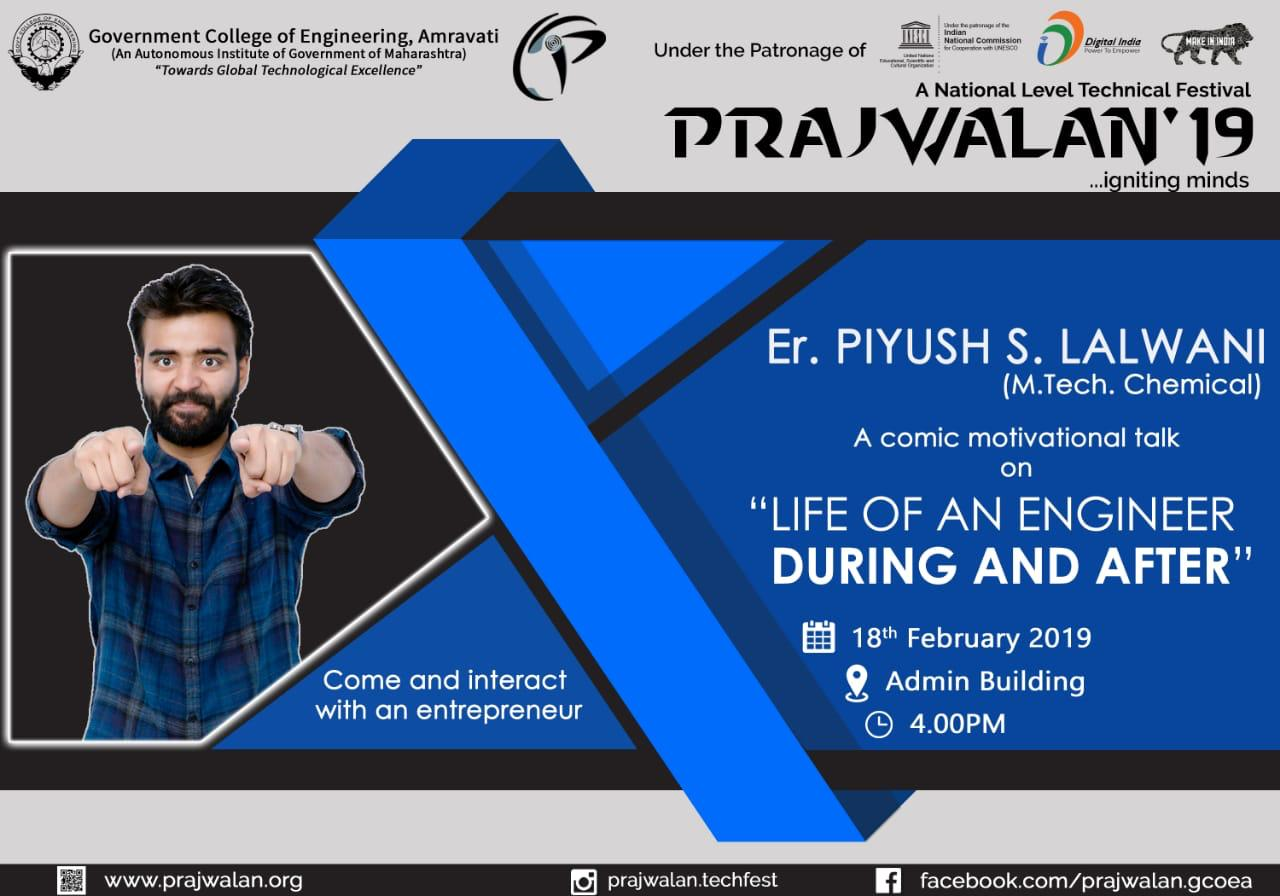 Government College of Engineering, Amravati
(An Autonomous Institute of Government of Maharashtra)
“Towards Global Technological Excellence”
Under the Patronage of
United Nations
Educational, Scientific and
Cultural Organization
Under the patronage of the
Indian
National Commission
for Cooperation with UNESCO
Digital India
Power To Empower
MAKE IN INDIA
A National Level Technical Festival
PRAJWALAN'19
...igniting minds
Er. PIYUSH S. LALWANI
(M.Tech. Chemical)
A comic motivational talk
on
“LIFE OF AN ENGINEER
DURING AND AFTER”
18th February 2019
Admin Building
4.00PM
Come and interact
with an entrepreneur
www.prajwalan.org
prajwalan.techfest
facebook.com/prajwalan.gcoea